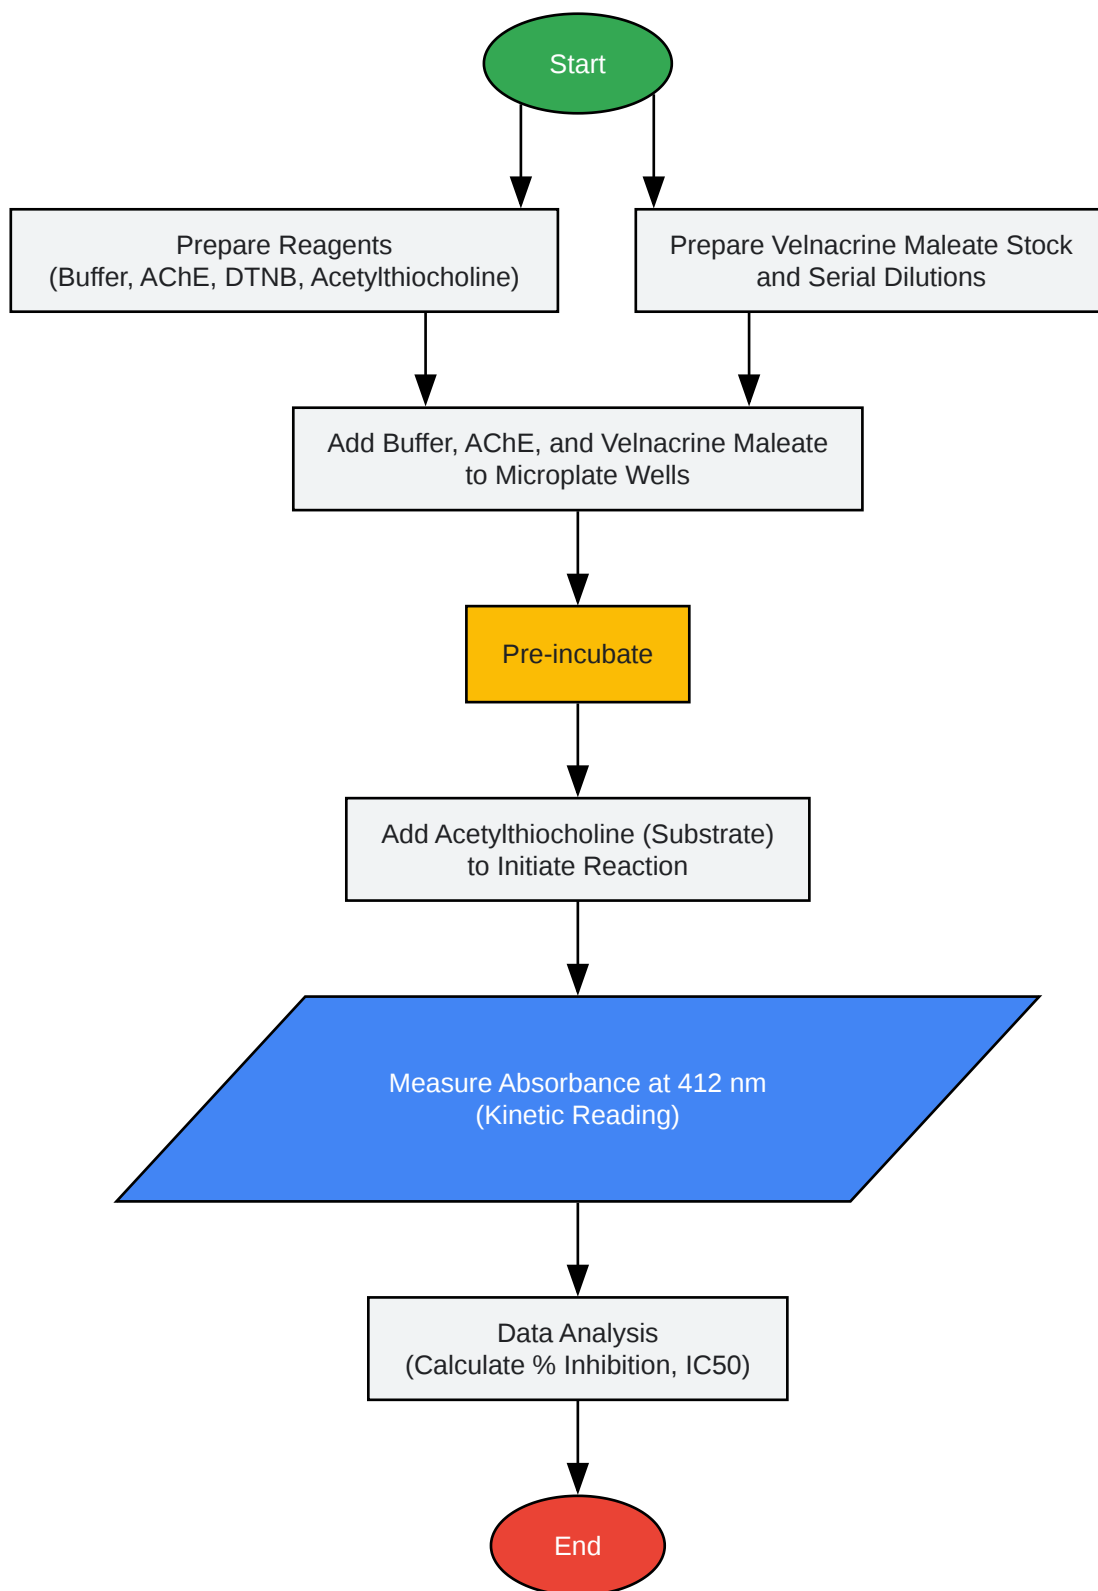 Start
Prepare Reagents
(Buffer, AChE, DTNB, Acetylthiocholine)
Prepare Velnacrine Maleate Stock
and Serial Dilutions
Add Buffer, AChE, and Velnacrine Maleate
to Microplate Wells
Pre-incubate
Add Acetylthiocholine (Substrate)
to Initiate Reaction
Measure Absorbance at 412 nm
(Kinetic Reading)
Data Analysis
(Calculate % Inhibition, IC50)
End